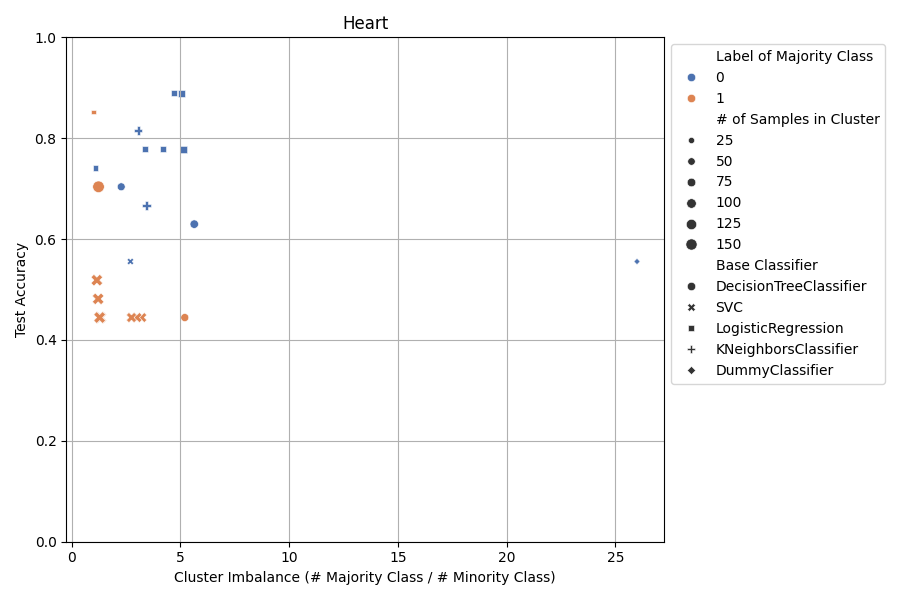 Heart
1.0
0.8
0.6
0.4
0.2
0.0
Test Accuracy
0
5
10
15
20
25
Cluster Imbalance (# Majority Class / # Minority Class)
Label of Majority Class
0
1
# of Samples in Cluster
25
50
75
100
125
150
Base Classifier
DecisionTreeClassifier
SVC
LogisticRegression
KNeighborsClassifier
DummyClassifier